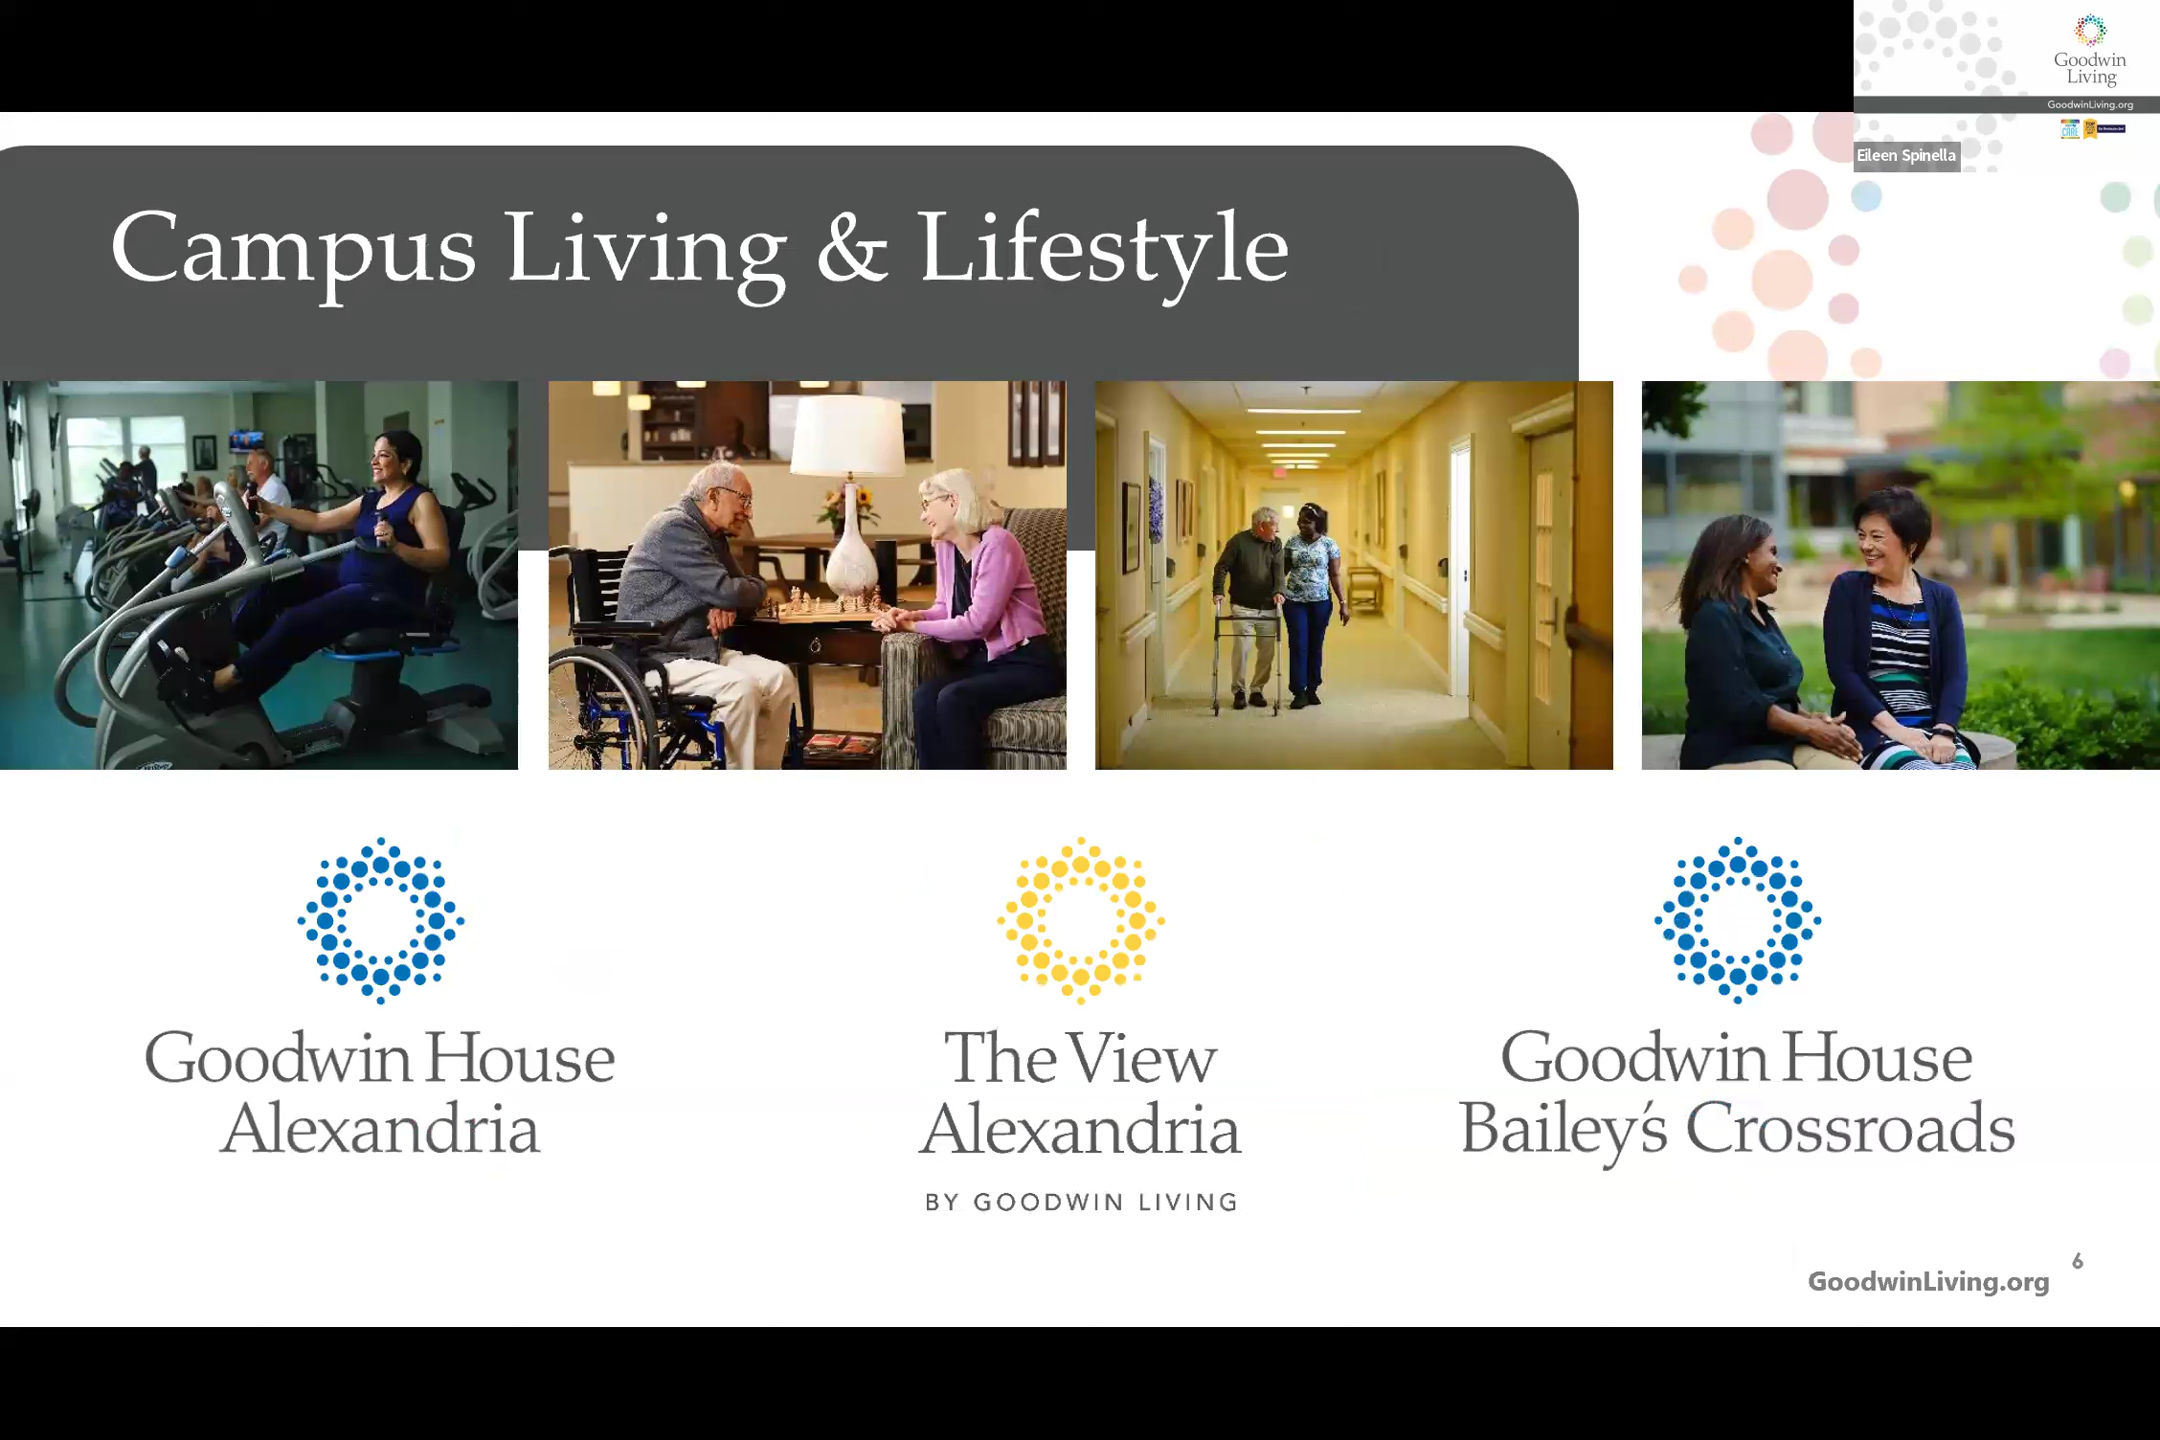 Goodwin
Living
GoodwinLiving.org
CARE
Eileen Spinella
Campus Living & Lifestyle
Goodwin House
Alexandria
The View
Alexandria
BY GOODWIN LIVING
Goodwin House
Bailey's Crossroads
6
GoodwinLiving.org